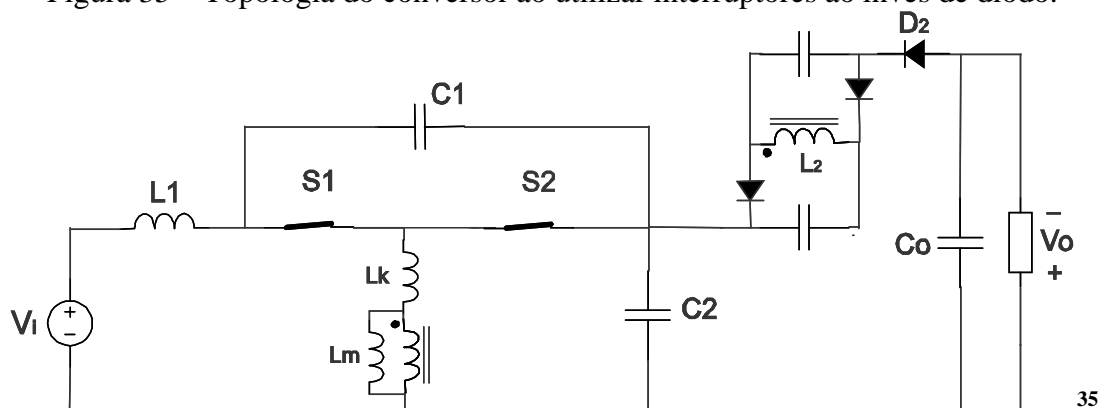 Figura 35 – Topologia do conversor ao utilizar interruptores ao invés de diodo.
D2
C1
S1
S2
L2
L1
Lk
Co
Vo
−
+
VI
+
−
Lm
C2
35